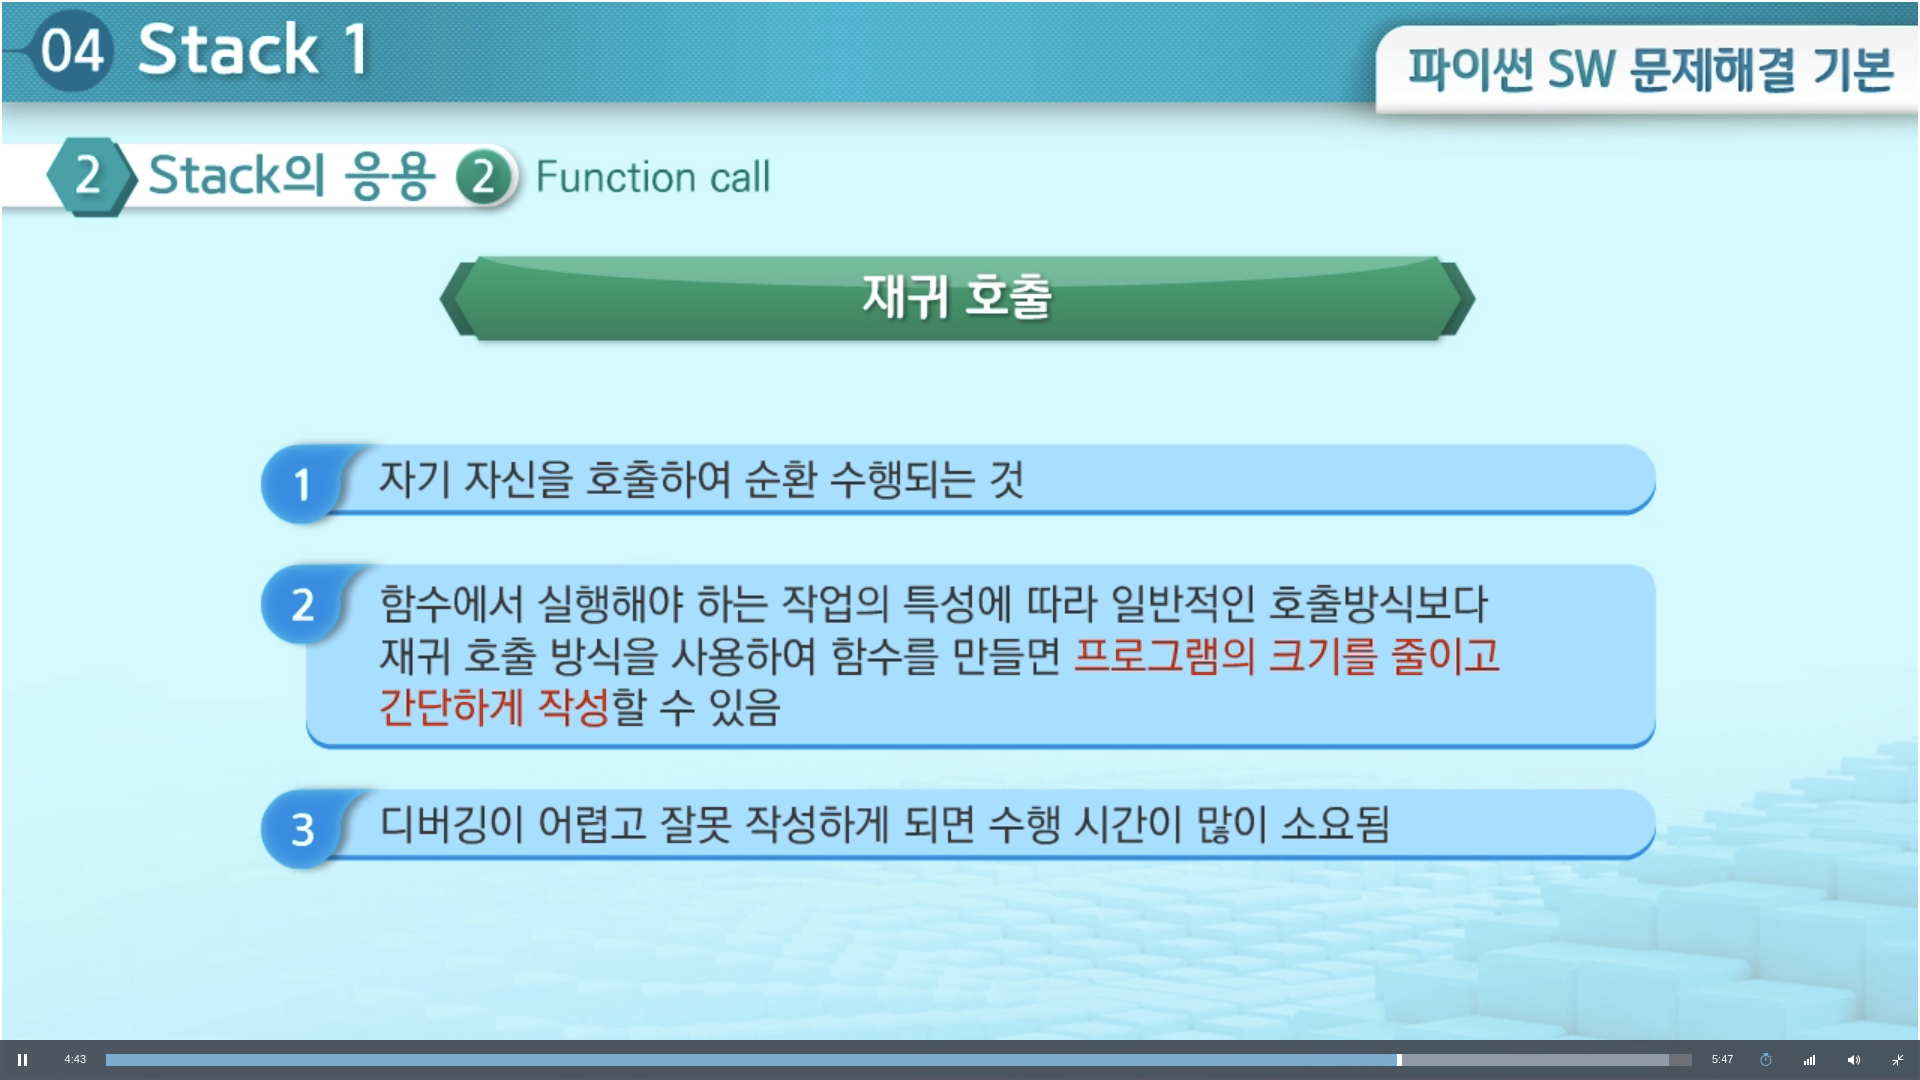 04 Stack 1
파이썬 SW 문제해결 기본
2 Stack의 응용 2 Function call
재귀 호출
1 자기 자신을 호출하여 순환 수행되는 것
2 함수에서 실행해야 하는 작업의 특성에 따라 일반적인 호출방식보다
재귀 호출 방식을 사용하여 함수를 만들면 프로그램의 크기를 줄이고
간단하게 작성할 수 있음
3 디버깅이 어렵고 잘못 작성하게 되면 수행 시간이 많이 소요됨
4:43 5:47